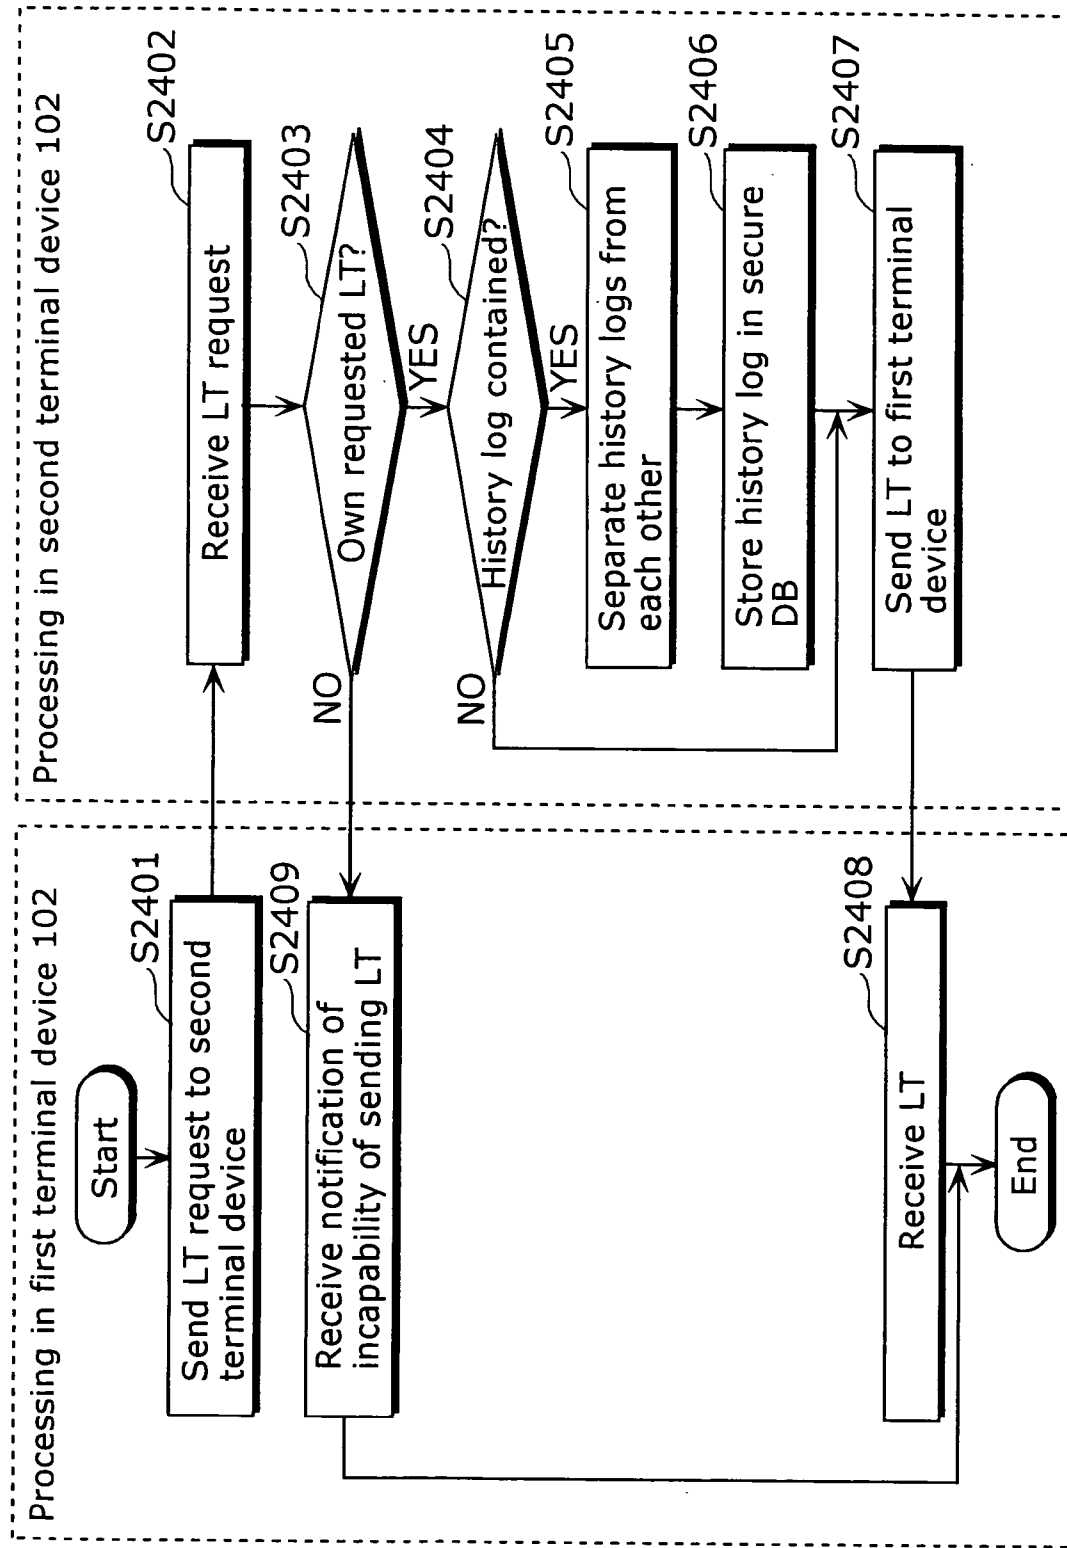 Processing in first terminal device 102
Start
S2401
Send LT request to second
terminal device
S2409
Receive notification of
incapability of sending LT
S2408
Receive LT
End
Processing in second terminal device 102
S2402
Receive LT request
S2403
Own requested LT?
NO
YES
S2404
History log contained?
NO
YES
S2405
Separate history logs from
each other
S2406
Store history log in secure
DB
S2407
Send LT to first terminal
device